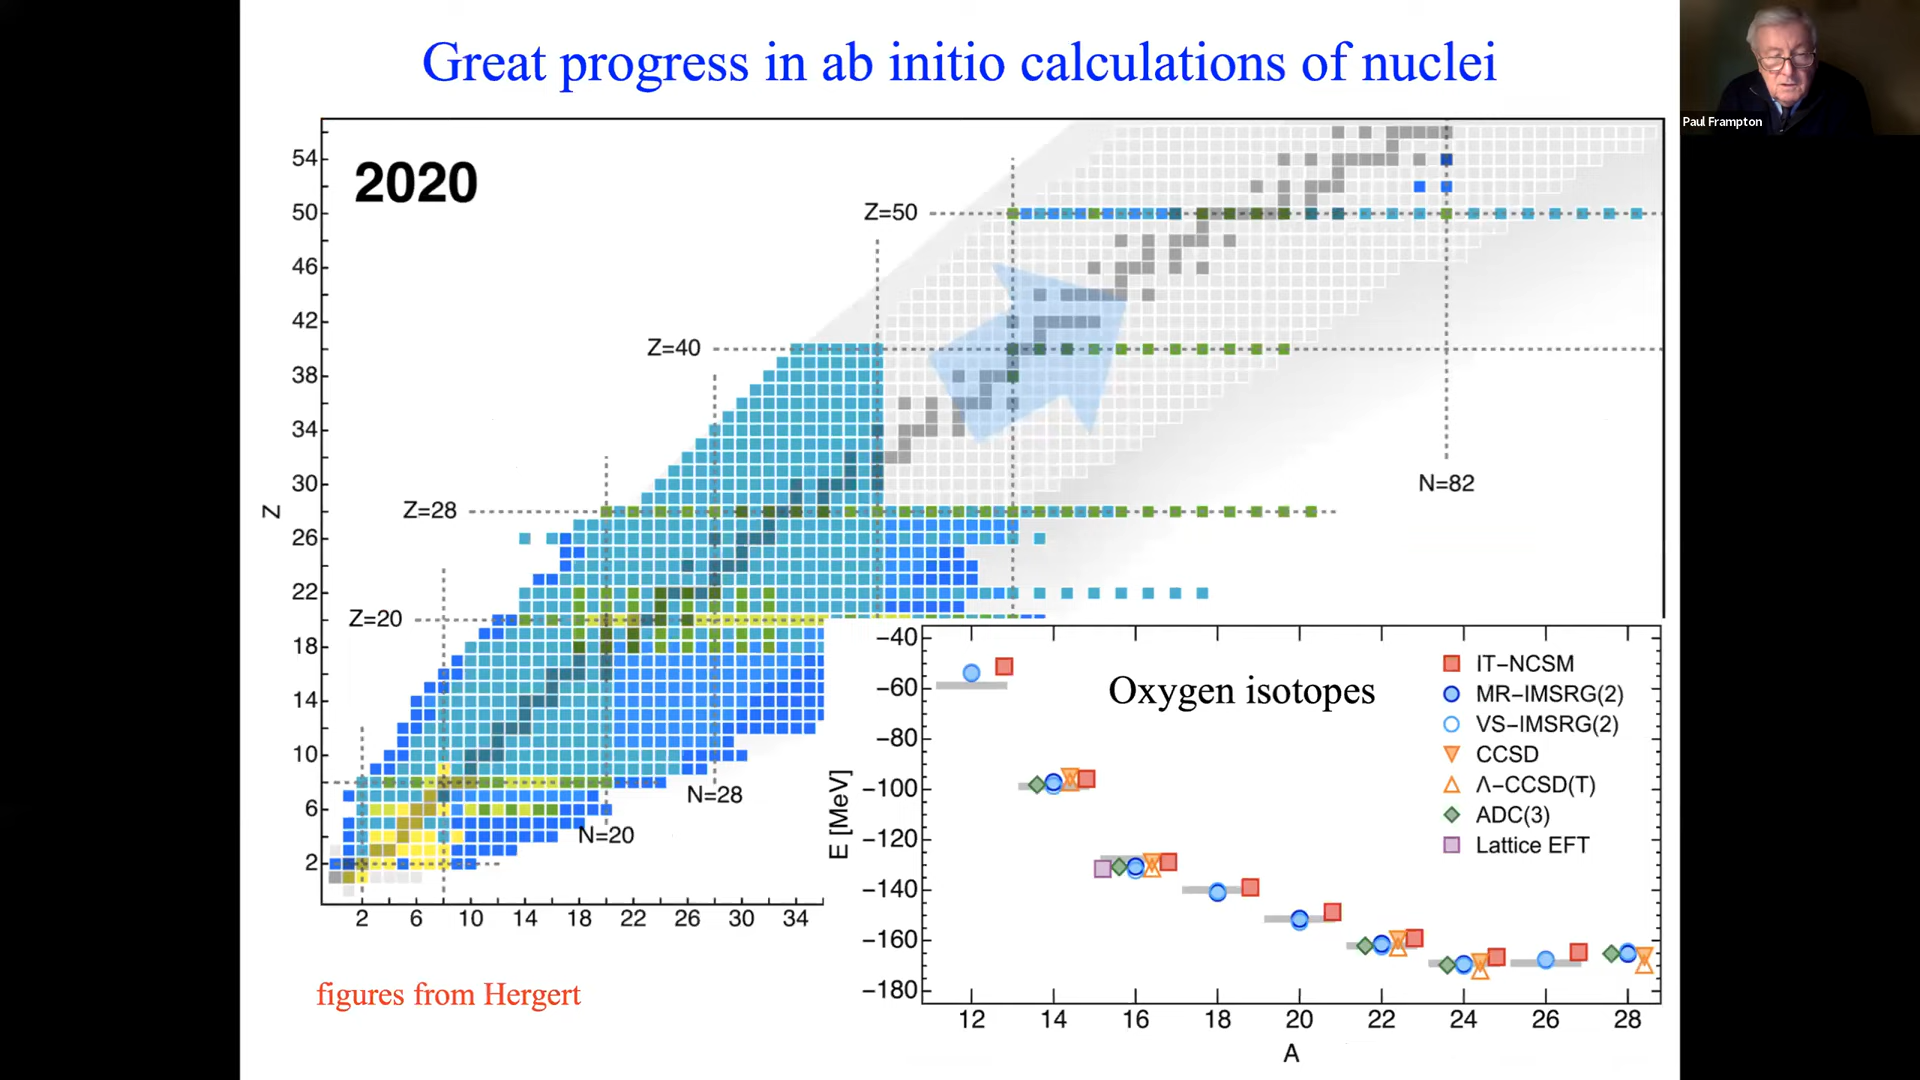 Great progress in ab initio calculations of nuclei
Paul Frampton
2020
54
50
46
42
38
34
30
26
22
18
14
10
6
2
Z
Z=50
Z=40
Z=28
Z=20
N=82
N=28
N=20
2 6 10 14 18 22 26 30 34
figures from Hergert
Oxygen isotopes
IT–NCSM
MR–IMSRG(2)
VS–IMSRG(2)
CCSD
Λ–CCSD(T)
ADC(3)
Lattice EFT
E [MeV]
−40
−60
−80
−100
−120
−140
−160
−180
12 14 16 18 20 22 24 26 28
A